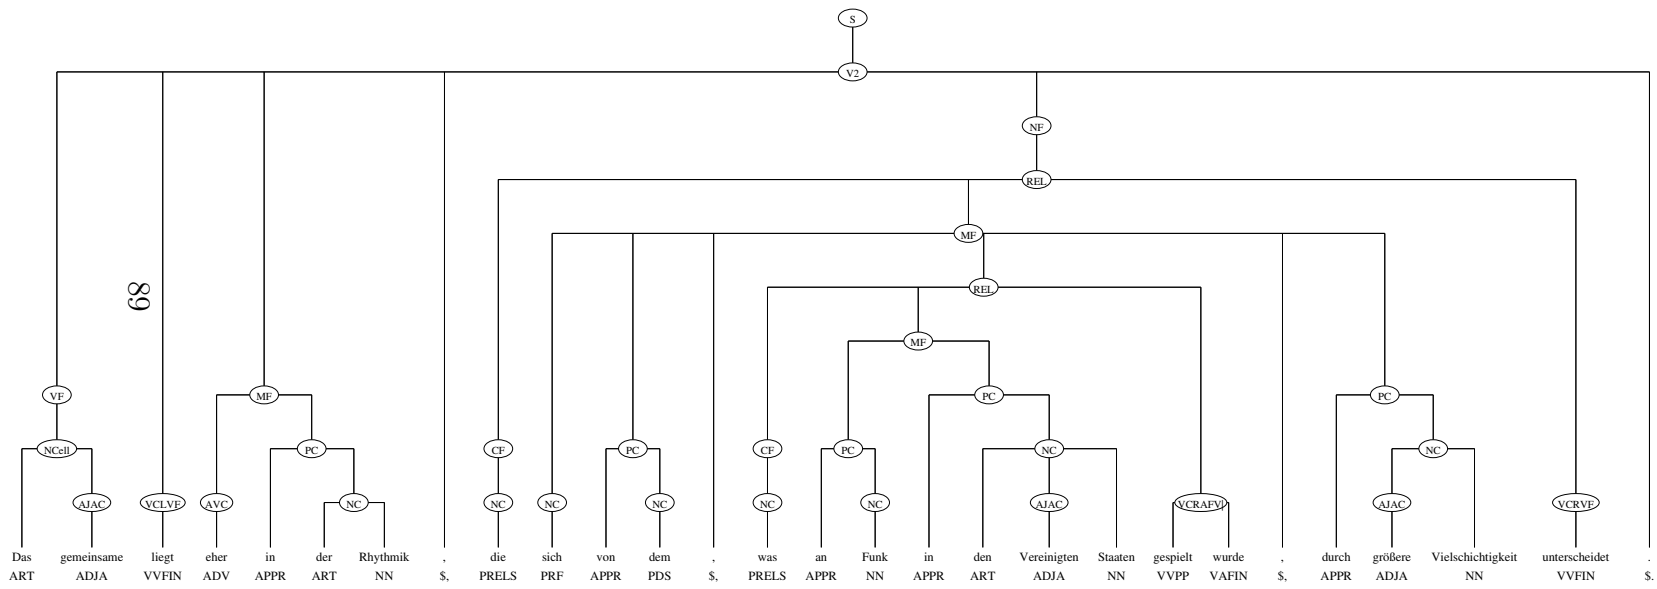 S
V2
NF
REL
MF
REL
89
MF
VF MF PC PC
NCell PC CF PC CF PC NC NC
AJAC VCLVF AVC NC NC NC NC NC NC AJAC VCRAFV| AJAC VCRVF
Das gemeinsame liegt eher in der Rhythmik , die sich von dem , was an Funk in den Vereinigten Staaten gespielt wurde , durch größere Vielschichtigkeit unterscheidet .
ART ADJA VVFIN ADV APPR ART NN $, PRELS PRF APPR PDS $, PRELS APPR NN APPR ART ADJA NN VVPP VAFIN $, APPR ADJA NN VVFIN $.